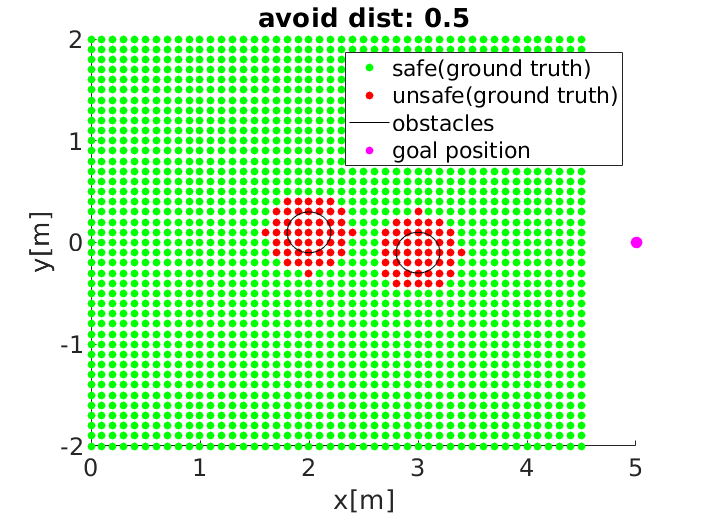 avoid dist: 0.5
2
1
0
-1
-2
y[m]
safe(ground truth)
unsafe(ground truth)
obstacles
goal position
0 1 2 3 4 5
x[m]